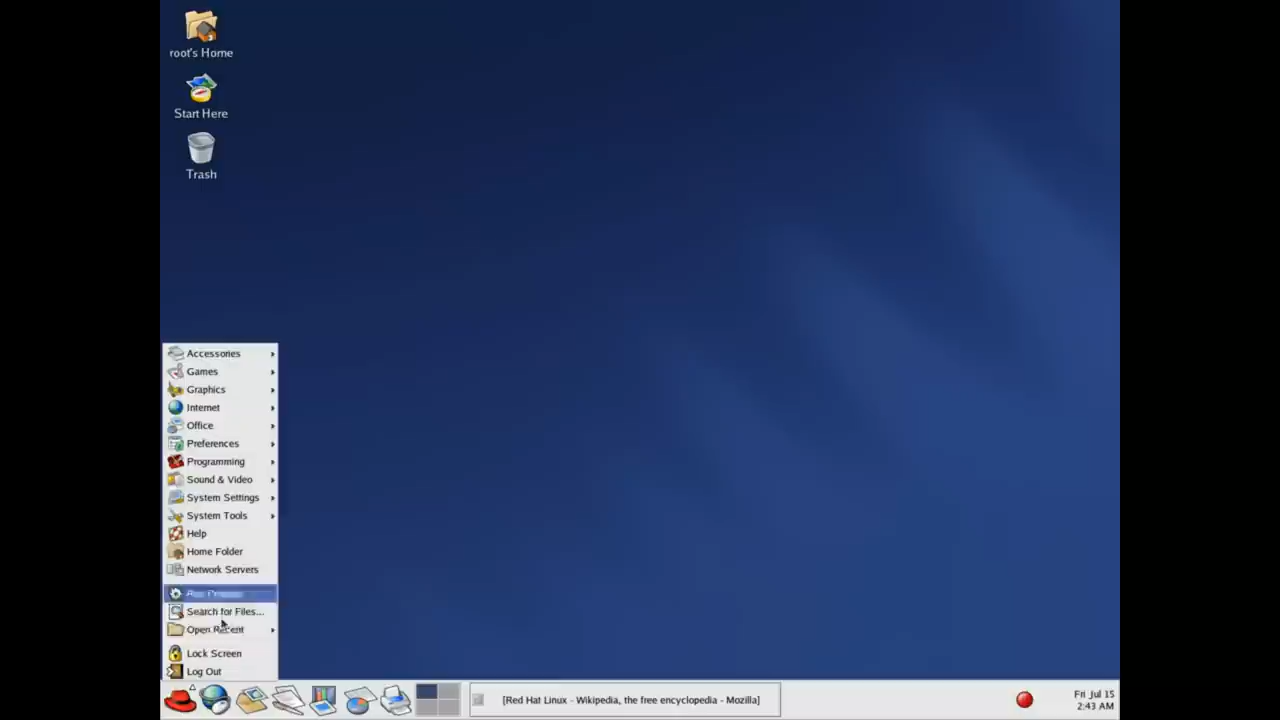 root's Home
Start Here
Trash
Accessories
Games
Graphics
Internet
Office
Preferences
Programming
Sound & Video
System Settings
System Tools
Help
Home Folder
Network Servers
Search for Files...
Open Recent
Lock Screen
Log Out
[Red Hat Linux - Wikipedia, the free encyclopedia - Mozilla]
Fri Jul 15
2:43 AM